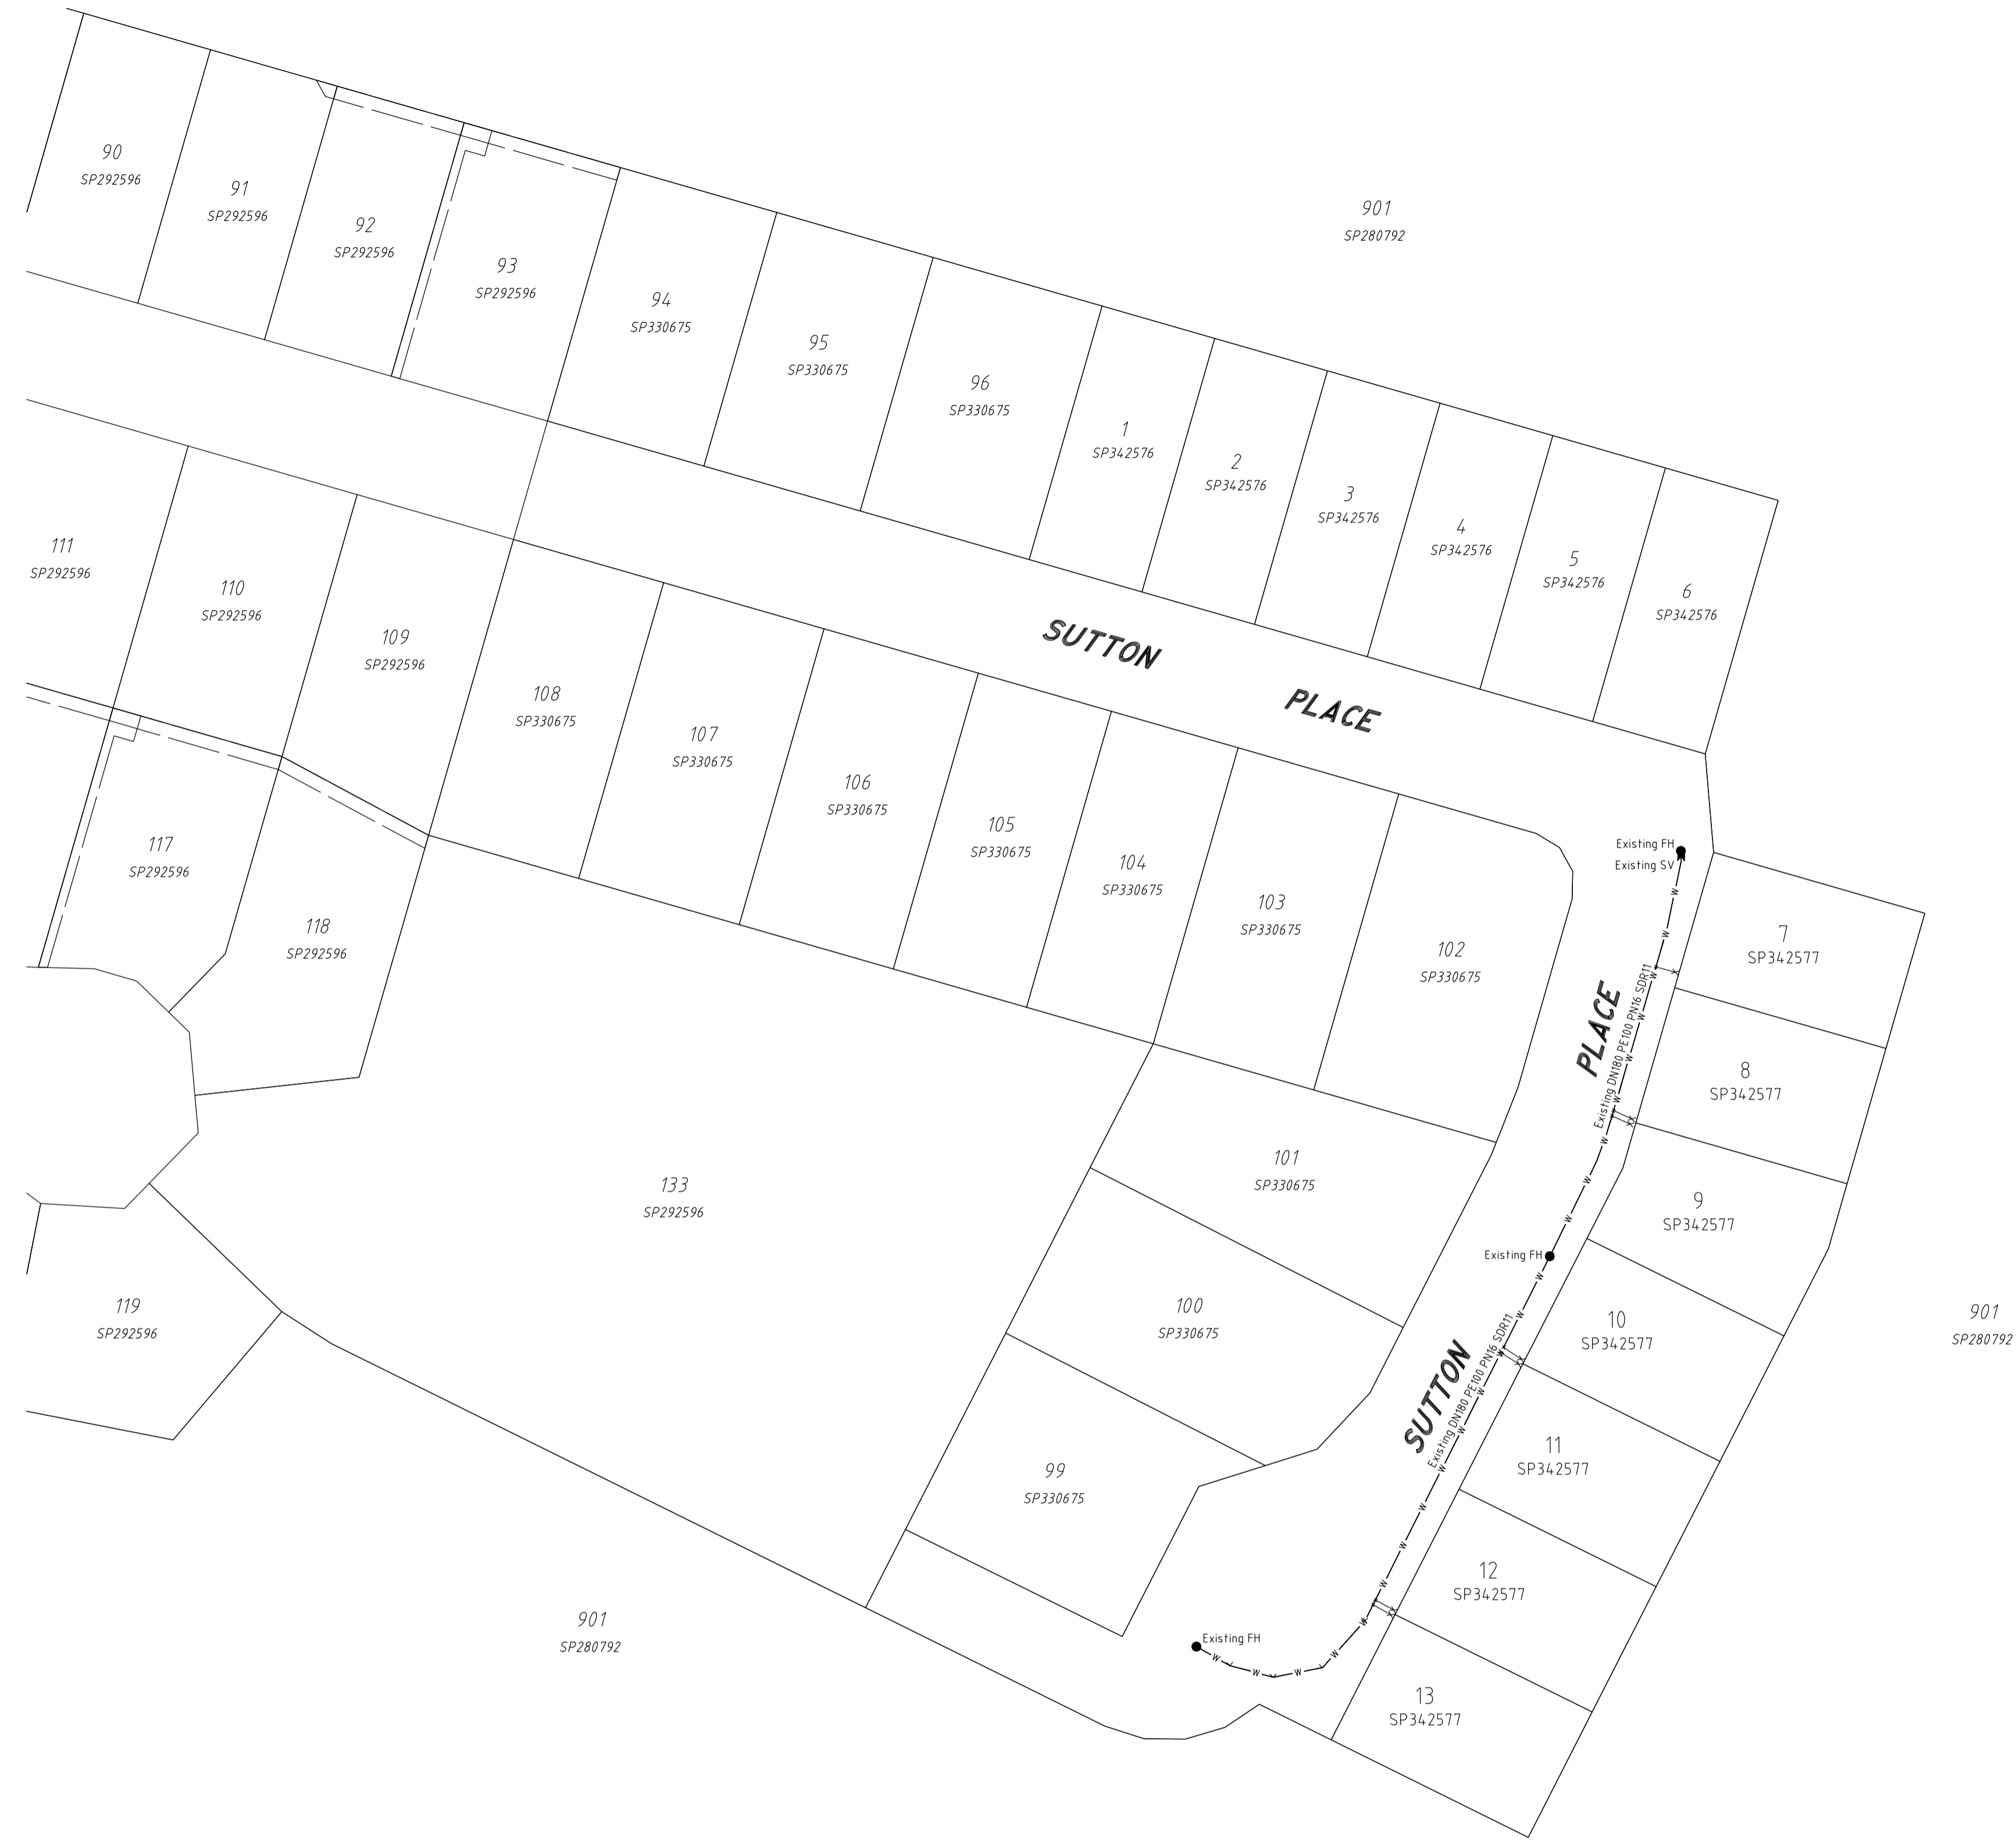 90
SP292596
91
SP292596
92
SP292596
93
SP292596
94
SP330675
95
SP330675
96
SP330675
1
SP342576
2
SP342576
3
SP342576
4
SP342576
5
SP342576
6
SP342576
901
SP280792
111
SP292596
110
SP292596
109
SP292596
108
SP330675
107
SP330675
106
SP330675
105
SP330675
104
SP330675
103
SP330675
102
SP330675
SUTTON
PLACE
117
SP292596
118
SP292596
Existing FH
Existing SV
7
SP342577
8
SP342577
PLACE
Existing DN180 PE100 PN16 SDR11
133
SP292596
101
SP330675
9
SP342577
Existing FH
119
SP292596
100
SP330675
10
SP342577
901
SP280792
SUTTON
Existing DN180 PE100 PN16 SDR11
99
SP330675
11
SP342577
12
SP342577
901
SP280792
Existing FH
13
SP342577